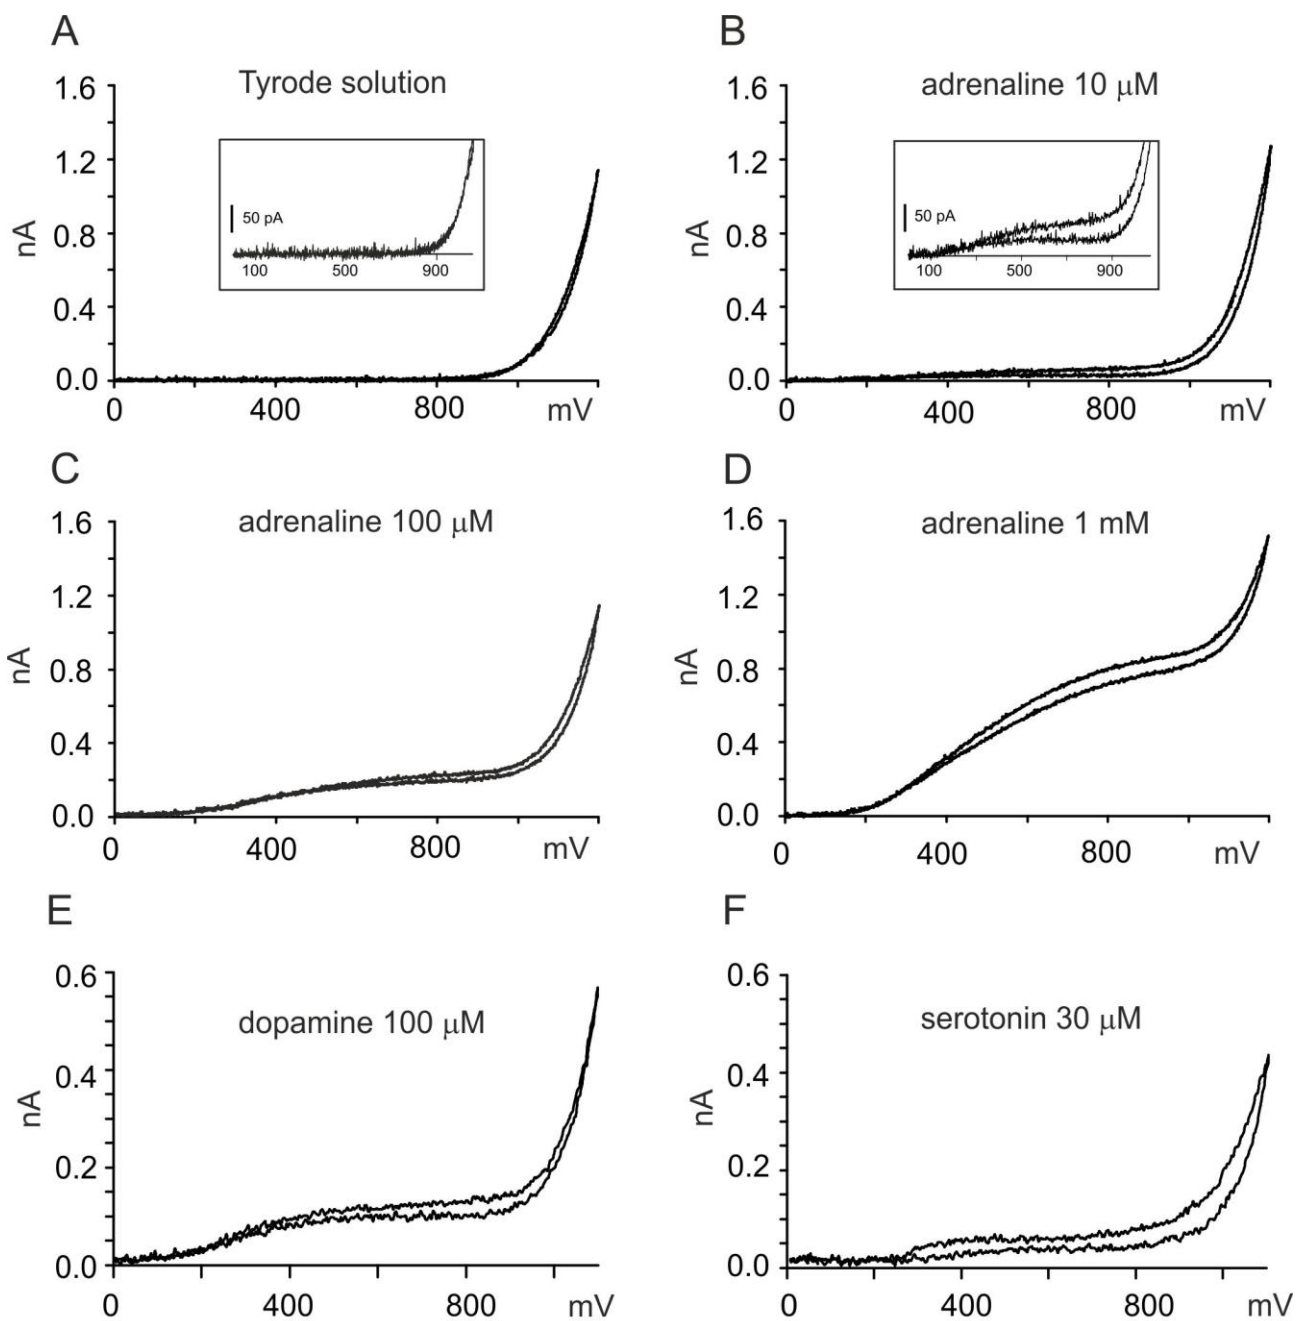 A
Tyrode solution
1.6
1.2
0.8
0.4
0.0
nA
50 pA
100 500 900
0 400 800 mV
B
adrenaline 10 μM
1.6
1.2
0.8
0.4
0.0
nA
50 pA
100 500 900
0 400 800 mV
C
adrenaline 100 μM
1.6
1.2
0.8
0.4
0.0
nA
0 400 800 mV
D
adrenaline 1 mM
1.6
1.2
0.8
0.4
0.0
nA
0 400 800 mV
E
dopamine 100 μM
0.6
0.4
0.2
0.0
nA
0 400 800 mV
F
serotonin 30 μM
0.6
0.4
0.2
0.0
nA
0 400 800 mV